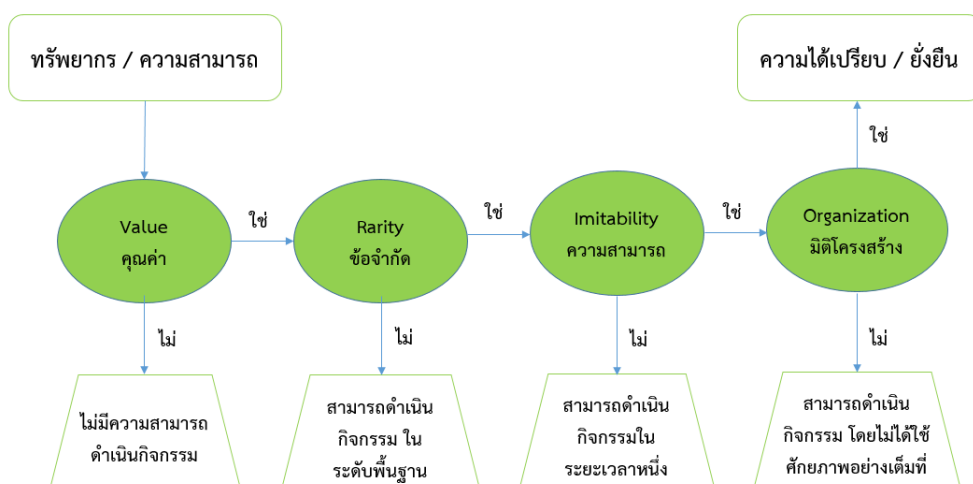 ทรัพยากร / ความสามารถ
ความได้เปรียบ / ยั่งยืน
ใช่
Value
คุณค่า
ใช่
Rarity
ข้อจำกัด
ใช่
Imitability
ความสามารถ
ใช่
Organization
มิติโครงสร้าง
ไม่
ไม่
ไม่
ไม่
ไม่มีความสามารถ
ดำเนินกิจกรรม
สามารถดำเนิน
กิจกรรม ใน
ระดับพื้นฐาน
สามารถดำเนิน
กิจกรรมใน
ระยะเวลาหนึ่ง
สามารถดำเนิน
กิจกรรม โดยไม่ได้ใช้
ศักยภาพอย่างเต็มที่